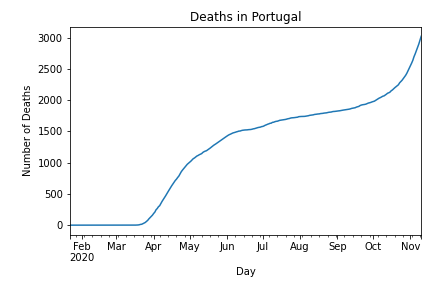 Deaths in Portugal
Number of Deaths
3000
2500
2000
1500
1000
500
0
Feb Mar Apr May Jun Jul Aug Sep Oct Nov
2020
Day